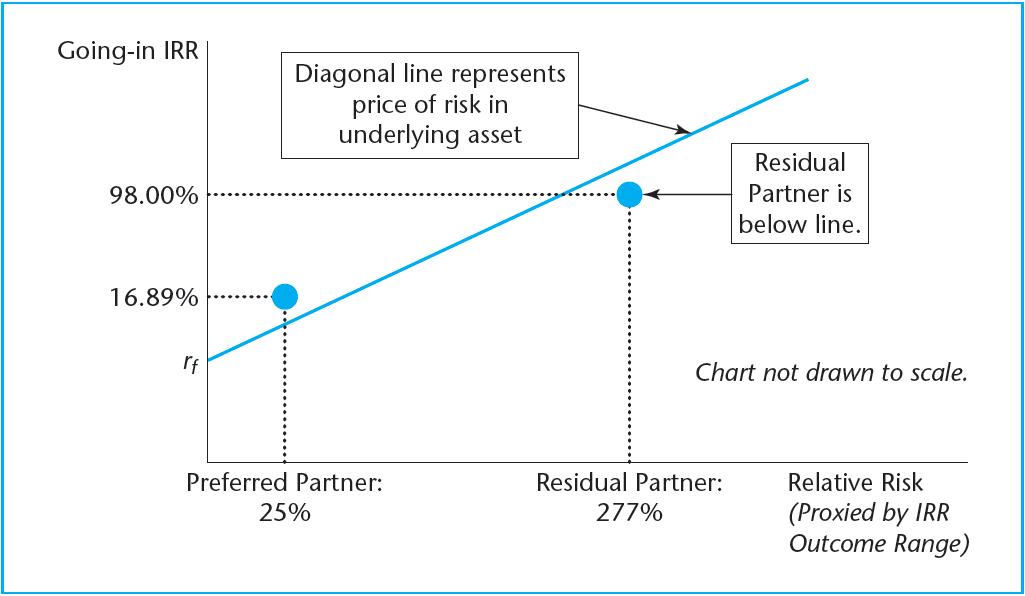 Going-in IRR
Diagonal line represents
price of risk in
underlying asset
Residual
Partner is
below line.
98.00%
16.89%
rf
Chart not drawn to scale.
Preferred Partner:
25%
Residual Partner:
277%
Relative Risk
(Proxied by IRR
Outcome Range)